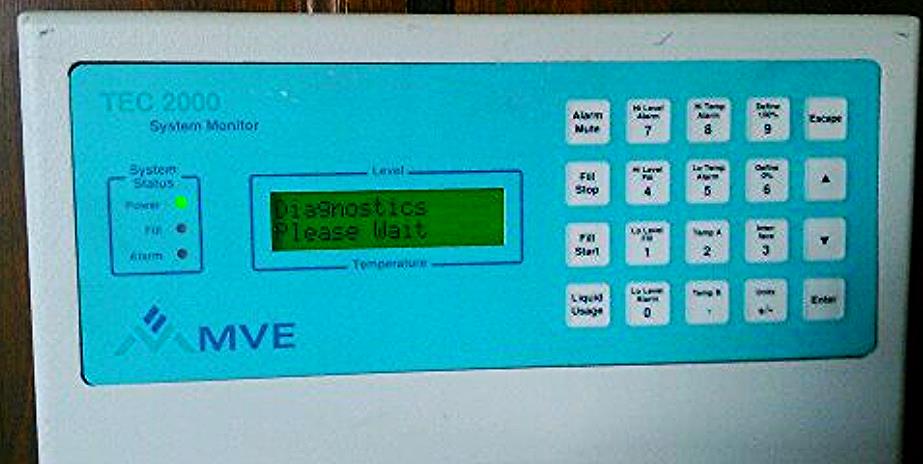 TEC 2000
System Monitor
System
Status
Power
Fill
Alarm
Level
Diagnostics
Please Wait
Temperature
MVE
Alarm
Mute
Hi Level
Alarm
7
Hi Temp
Alarm
8
Define
100%
9
Escape
Fill
Stop
Hi Level
Fill
4
Lo Temp
Alarm
5
Define
0%
6
▲
Fill
Start
Lo Level
Fill
1
Temp A
2
Inter
face
3
▼
Liquid
Usage
Lo Level
Alarm
0
Temp B
.
Units
+/-
Enter